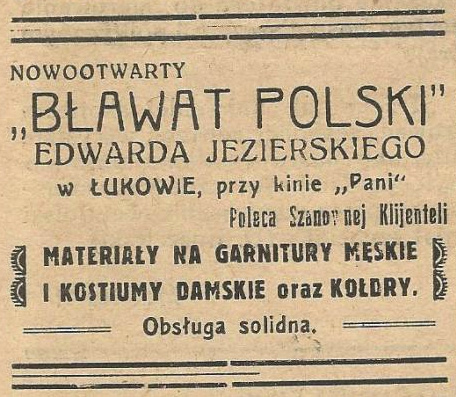 NOWOOTWARTY
„BŁAWAT POLSKI”
EDWARDA JEZIERSKIEGO
w ŁUKOWIE, przy kinie „Pani“
Poleca Szanownej Klijenteli
MATERIAŁY NA GARNITURY MĘSKIE
I KOSTIUMY DAMSKIE oraz KOŁDRY.
Obsługa solidna.